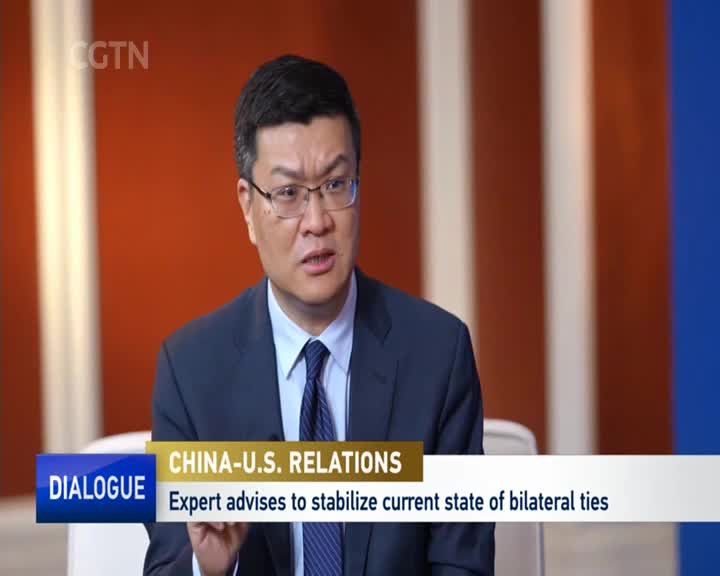 CGTN
CHINA-U.S. RELATIONS
DIALOGUE
Expert advises to stabilize current state of bilateral ties